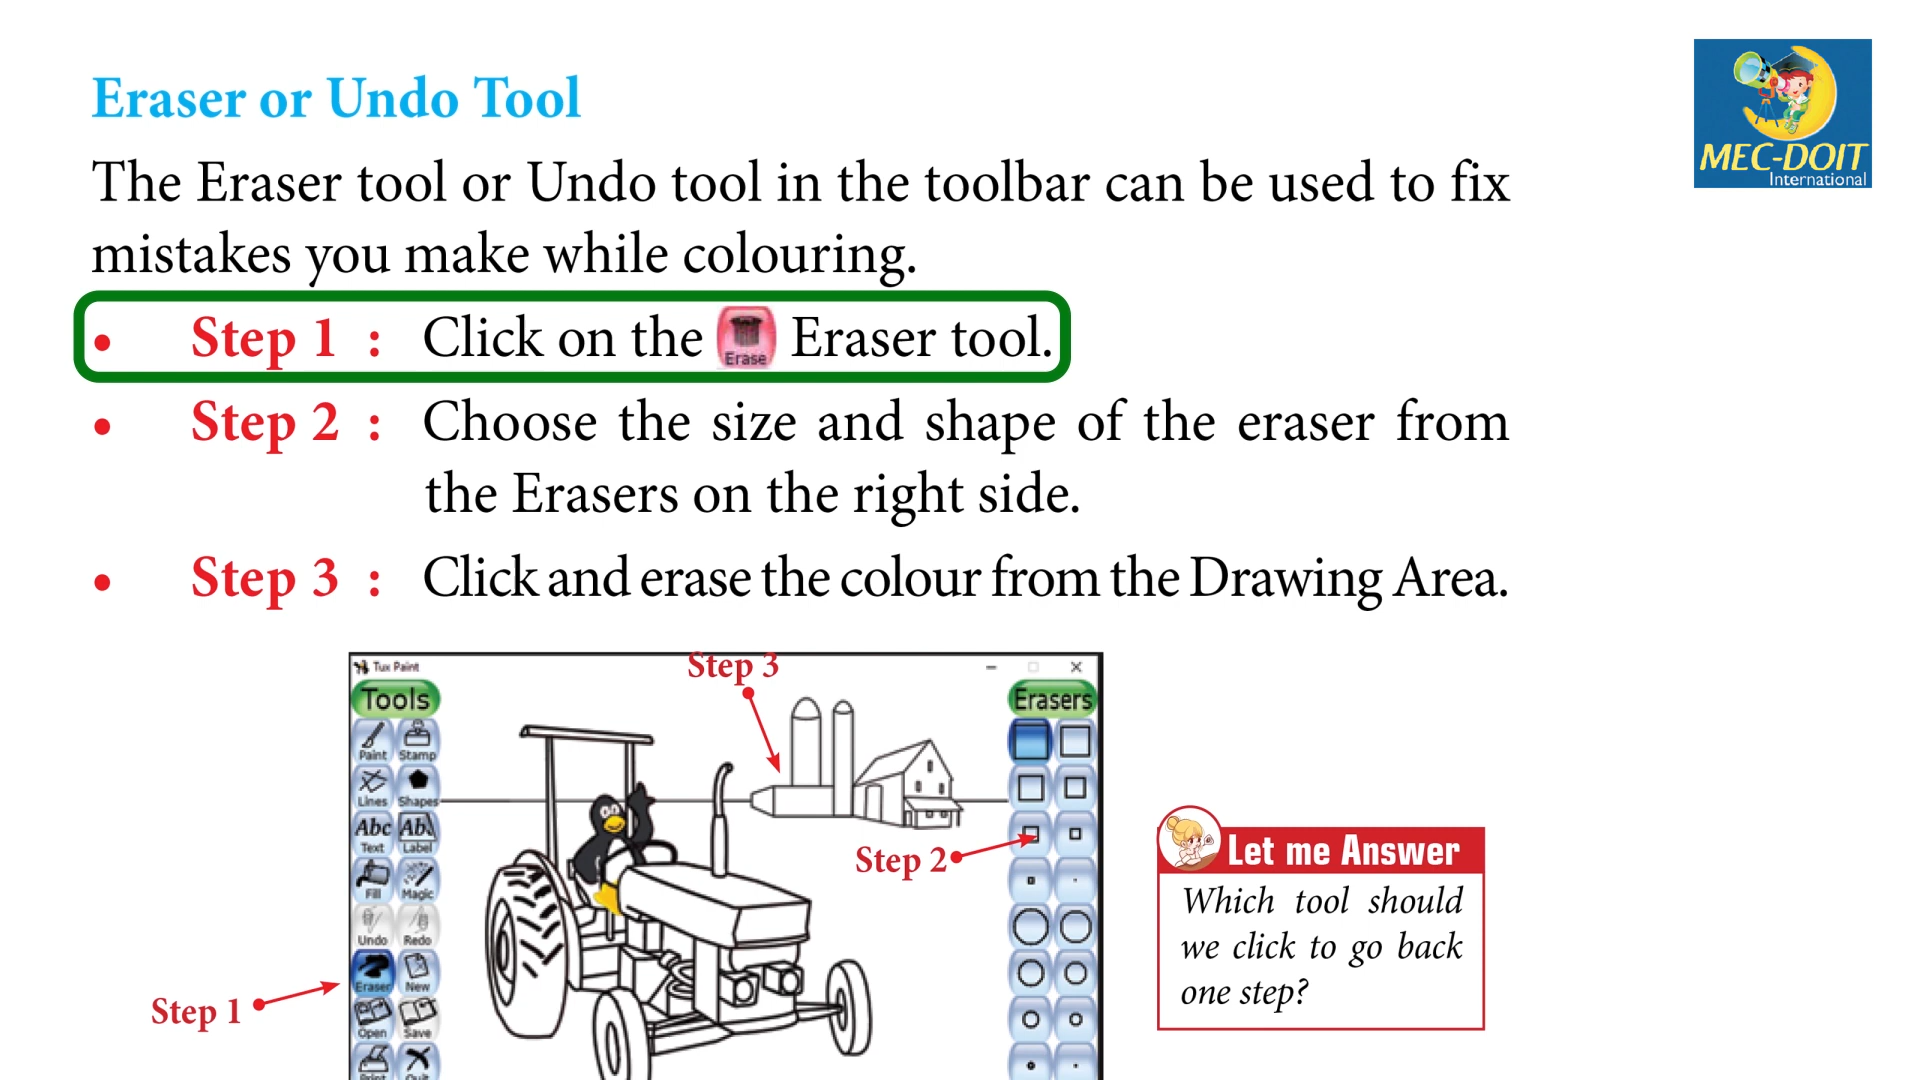 Eraser or Undo Tool
MEC-DOIT
International
The Eraser tool or Undo tool in the toolbar can be used to fix
mistakes you make while colouring.
• Step 1 : Click on the Erase Eraser tool.
• Step 2 : Choose the size and shape of the eraser from
the Erasers on the right side.
• Step 3 : Click and erase the colour from the Drawing Area.
Tux Paint
Step 3
Tools
Erasers
Paint Stamp
Lines Shapes
Abc Abc
Text Label
Fill Magic
Undo Redo
Eraser New
Open Save
Print Quit
Step 2
Step 1
Let me Answer
Which tool should
we click to go back
one step?